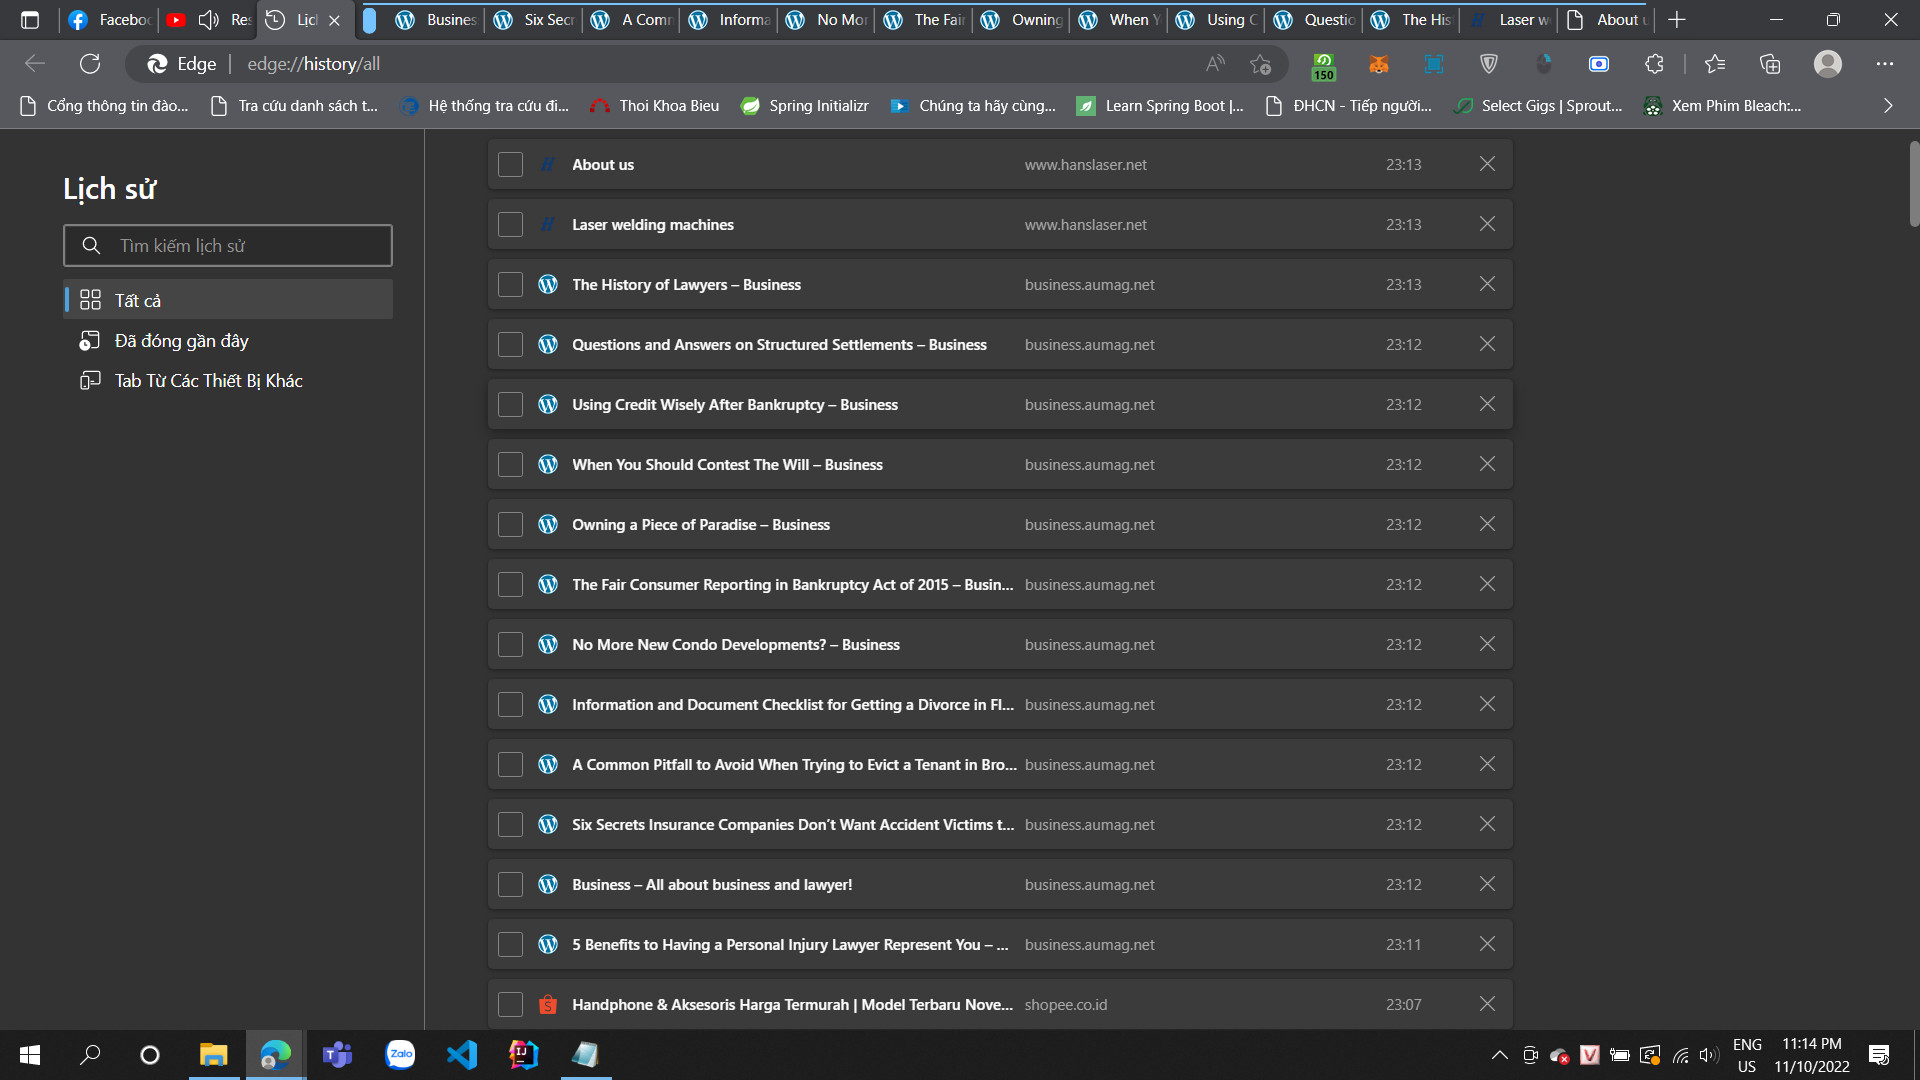 Facebo
Re
Lịch
Busines
Six Secr
A Comm
Informa
No Mor
The Fair
Owning
When Y
Using C
Questio
The His
Laser we
About u
Edge
edge://history/all
150
Cổng thông tin đào...
Tra cứu danh sách t...
Hệ thống tra cứu đi...
Thoi Khoa Bieu
Spring Initializr
Chúng ta hãy cùng...
Learn Spring Boot |...
ĐHCN - Tiếp người...
Select Gigs | Sprout...
Xem Phim Bleach:...
Lịch sử
Tìm kiếm lịch sử
Tất cả
Đã đóng gần đây
Tab Từ Các Thiết Bị Khác
About us www.hanslaser.net 23:13
Laser welding machines www.hanslaser.net 23:13
The History of Lawyers – Business business.aumag.net 23:13
Questions and Answers on Structured Settlements – Business business.aumag.net 23:12
Using Credit Wisely After Bankruptcy – Business business.aumag.net 23:12
When You Should Contest The Will – Business business.aumag.net 23:12
Owning a Piece of Paradise – Business business.aumag.net 23:12
The Fair Consumer Reporting in Bankruptcy Act of 2015 – Busin... business.aumag.net 23:12
No More New Condo Developments? – Business business.aumag.net 23:12
Information and Document Checklist for Getting a Divorce in Fl... business.aumag.net 23:12
A Common Pitfall to Avoid When Trying to Evict a Tenant in Bro... business.aumag.net 23:12
Six Secrets Insurance Companies Don’t Want Accident Victims t... business.aumag.net 23:12
Business – All about business and lawyer! business.aumag.net 23:12
5 Benefits to Having a Personal Injury Lawyer Represent You – ... business.aumag.net 23:11
Handphone & Aksesoris Harga Termurah | Model Terbaru Nove... shopee.co.id 23:07
Zalo
ENG
US
11:14 PM
11/10/2022